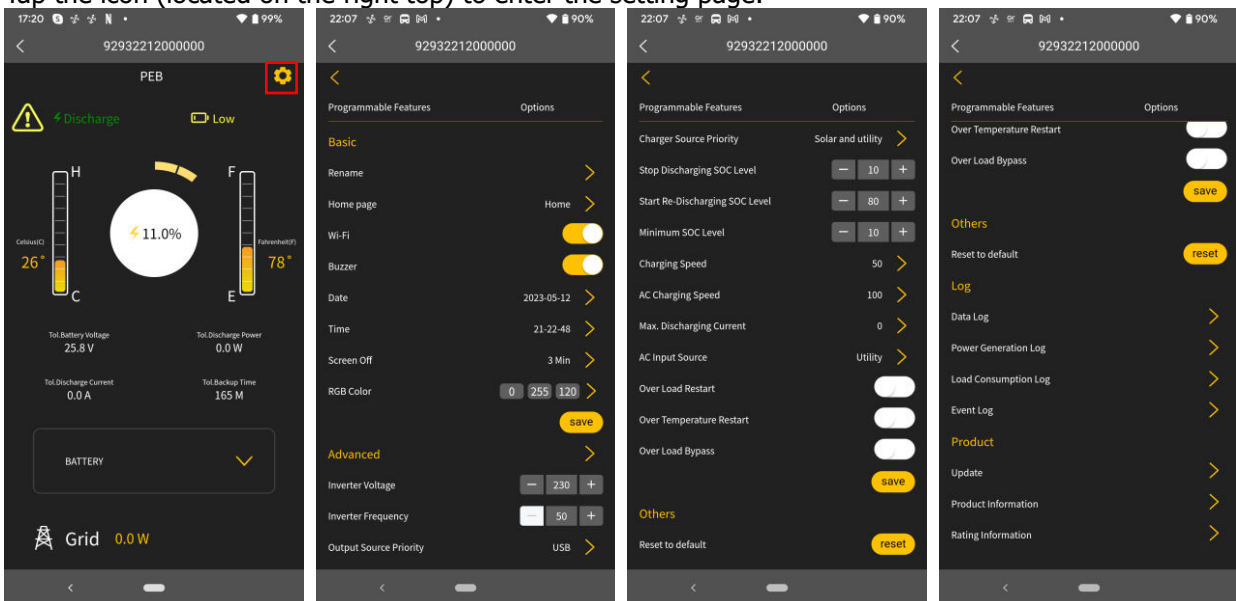 Tap the icon (located on the right top) to enter the setting page.
17:20 S N • 99%
92932212000000
PEB
Discharge
Low
H
F
11.0%
Celsius(C)
26°
Fahrenheit(F)
78°
C
E
Tol.Battery Voltage
25.8 V
Tol.Discharge Power
0.0 W
Tol.Discharge Current
0.0 A
Tol.Backup Time
165 M
BATTERY
Grid 0.0 W
22:07 • 90%
92932212000000
Programmable Features Options
Basic
Rename
Home page Home
Wi-Fi
Buzzer
Date 2023-05-12
Time 21-22-48
Screen Off 3 Min
RGB Color 0 255 120
save
Advanced
Inverter Voltage — 230 +
Inverter Frequency — 50 +
Output Source Priority USB
22:07 • 90%
92932212000000
Programmable Features Options
Charger Source Priority Solar and utility
Stop Discharging SOC Level — 10 +
Start Re-Discharging SOC Level — 80 +
Minimum SOC Level — 10 +
Charging Speed 50
AC Charging Speed 100
Max. Discharging Current 0
AC Input Source Utility
Over Load Restart
Over Temperature Restart
Over Load Bypass
save
Others
Reset to default reset
22:07 • 90%
92932212000000
Programmable Features Options
Over Temperature Restart
Over Load Bypass
save
Others
Reset to default reset
Log
Data Log
Power Generation Log
Load Consumption Log
Event Log
Product
Update
Product Information
Rating Information